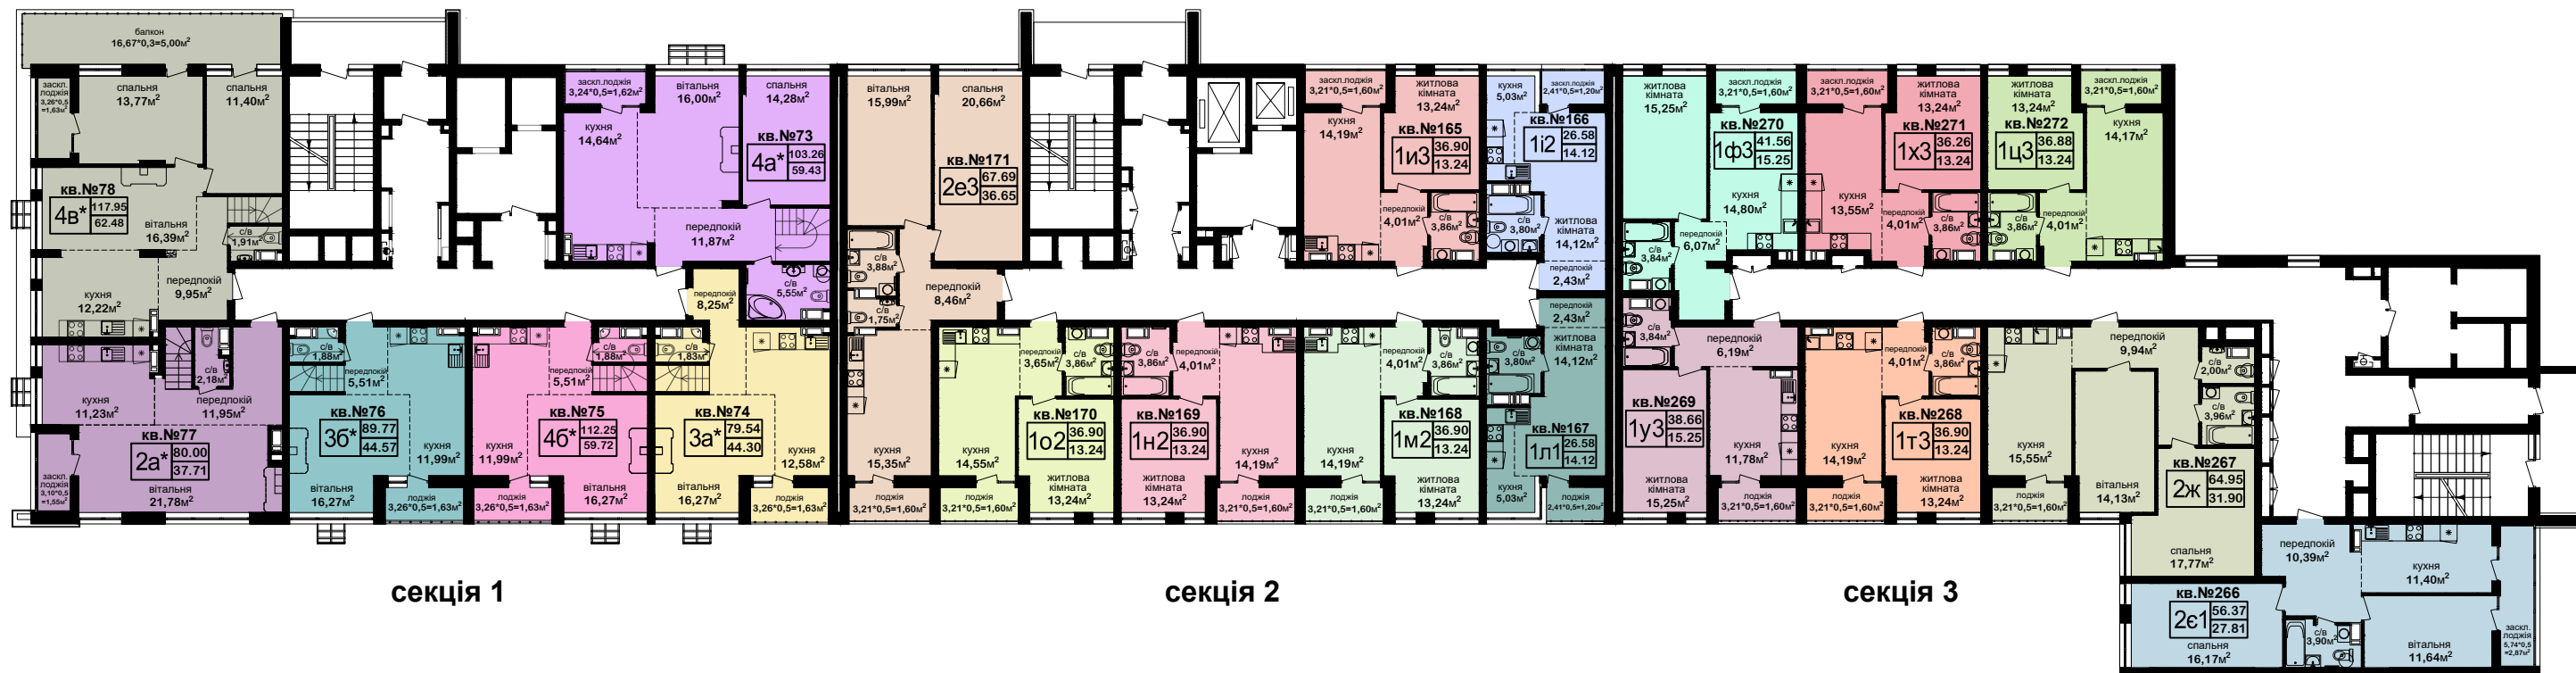 балкон
16,67*0,3=5,00м²
заскл.
лоджія
3,26*0,5
=1,63м²
спальня
13,77м²
спальня
11,40м²
кв.№78
4в*
117.95
62.48
вітальня
16,39м²
с/в
1,91м²
передпокій
9,95м²
кухня
12,22м²
с/в
2,18м²
кухня
11,23м²
передпокій
11,95м²
кв.№77
2а*
80.00
37.71
заскл.
лоджія
3,10*0,5
=1,55м²
вітальня
21,78м²
с/в
1,88м²
передпокій
5,51м²
кв.№76
3б*
89.77
44.57
кухня
11,99м²
вітальня
16,27м²
лоджія
3,26*0,5=1,63м²
с/в
1,88м²
передпокій
5,51м²
кв.№75
4б*
112.25
59.72
кухня
11,99м²
вітальня
16,27м²
лоджія
3,26*0,5=1,63м²
заскл.лоджія
3,24*0,5=1,62м²
вітальня
16,00м²
спальня
14,28м²
кухня
14,64м²
кв.№73
4а*
103.26
59.43
передпокій
11,87м²
с/в
5,55м²
передпокій
8,25м²
с/в
1,83м²
кв.№74
3а*
79.54
44.30
кухня
12,58м²
вітальня
16,27м²
лоджія
3,26*0,5=1,63м²
вітальня
15,99м²
спальня
20,66м²
кв.№171
2е3
67.69
36.65
с/в
3,88м²
передпокій
8,46м²
с/в
1,75м²
кухня
15,35м²
лоджія
3,21*0,5=1,60м²
передпокій
3,65м²
с/в
3,86м²
кв.№170
1о2
36.90
13.24
кухня
14,55м²
житлова
кімната
13,24м²
лоджія
3,21*0,5=1,60м²
с/в
3,86м²
передпокій
4,01м²
кв.№169
1н2
36.90
13.24
кухня
14,19м²
житлова
кімната
13,24м²
лоджія
3,21*0,5=1,60м²
заскл.лоджія
3,21*0,5=1,60м²
житлова
кімната
13,24м²
кухня
14,19м²
кв.№165
1и3
36.90
13.24
передпокій
4,01м²
с/в
3,86м²
передпокій
4,01м²
с/в
3,86м²
кв.№168
1м2
36.90
13.24
кухня
14,19м²
житлова
кімната
13,24м²
лоджія
3,21*0,5=1,60м²
кухня
5,03м²
заскл.лоджія
2,41*0,5=1,20м²
кв.№166
1і2
26.58
14.12
с/в
3,80м²
житлова
кімната
14,12м²
передпокій
2,43м²
передпокій
2,43м²
с/в
3,80м²
житлова
кімната
14,12м²
кв.№167
1л1
26.58
14.12
кухня
5,03м²
лоджія
2,41*0,5=1,20м²
житлова
кімната
15,25м²
заскл.лоджія
3,21*0,5=1,60м²
кв.№270
1ф3
41.56
15.25
кухня
14,80м²
передпокій
6,07м²
с/в
3,84м²
с/в
3,84м²
передпокій
6,19м²
кв.№269
1у3
38.66
15.25
кухня
11,78м²
житлова
кімната
15,25м²
лоджія
3,21*0,5=1,60м²
заскл.лоджія
3,21*0,5=1,60м²
житлова
кімната
13,24м²
кв.№271
1х3
36.26
13.24
кухня
13,55м²
передпокій
4,01м²
с/в
3,86м²
передпокій
4,01м²
с/в
3,86м²
кв.№268
1т3
36.90
13.24
кухня
14,19м²
житлова
кімната
13,24м²
лоджія
3,21*0,5=1,60м²
житлова
кімната
13,24м²
заскл.лоджія
3,21*0,5=1,60м²
кв.№272
1ц3
36.88
13.24
кухня
14,17м²
с/в
3,86м²
передпокій
4,01м²
передпокій
9,94м²
с/в
2,00м²
с/в
3,96м²
кухня
15,55м²
кв.№267
2ж
64.95
31.90
вітальня
14,13м²
лоджія
3,21*0,5=1,60м²
спальня
17,77м²
передпокій
10,39м²
кухня
11,40м²
кв.№266
2є1
56.37
27.81
спальня
16,17м²
с/в
3,90м²
вітальня
11,64м²
заскл.
лоджія
5,74*0,5
=2,87м²
секція 1
секція 2
секція 3